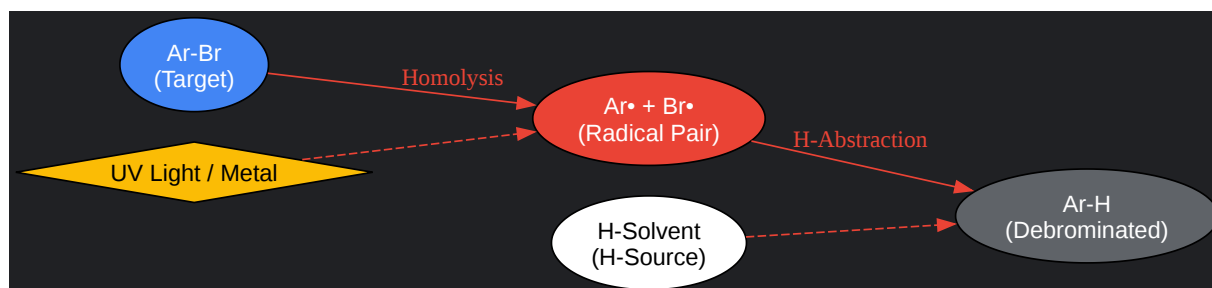 Ar-Br
(Target)
Homolysis
UV Light / Metal
Ar• + Br•
(Radical Pair)
H-Abstraction
H-Solvent
(H-Source)
Ar-H
(Debrominated)